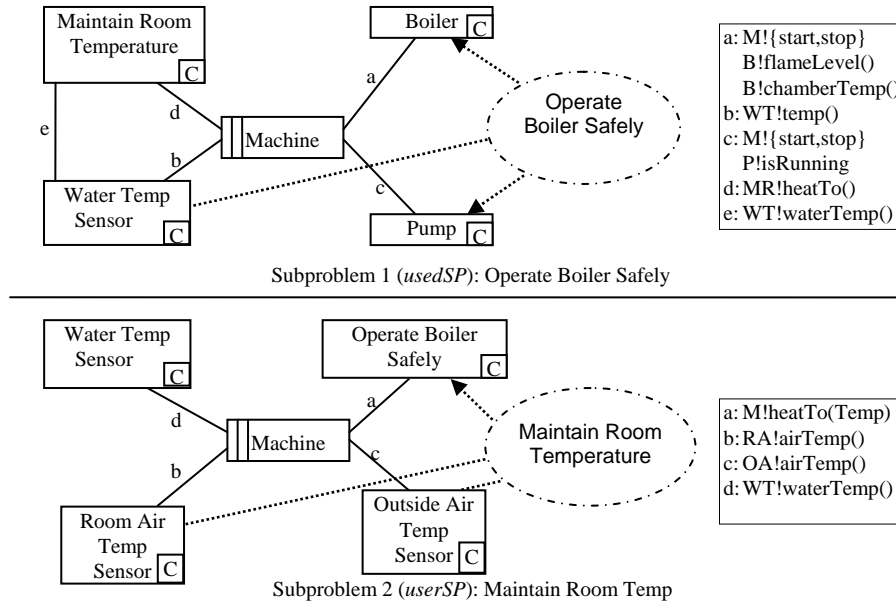 Maintain Room
Temperature
C
Boiler
C
a
d
e
b
c
Machine
Operate
Boiler Safely
Water Temp
Sensor
C
Pump
C
a: M!{start,stop}
B!flameLevel()
B!chamberTemp()
b: WT!temp()
c: M!{start,stop}
P!isRunning
d: MR!heatTo()
e: WT!waterTemp()
Subproblem 1 (usedSP): Operate Boiler Safely
Water Temp
Sensor
C
Operate Boiler
Safely
C
d
a
b
c
Machine
Maintain Room
Temperature
Room Air
Temp
Sensor
C
Outside Air
Temp
Sensor
C
a: M!heatTo(Temp)
b: RA!airTemp()
c: OA!airTemp()
d: WT!waterTemp()
Subproblem 2 (userSP): Maintain Room Temp